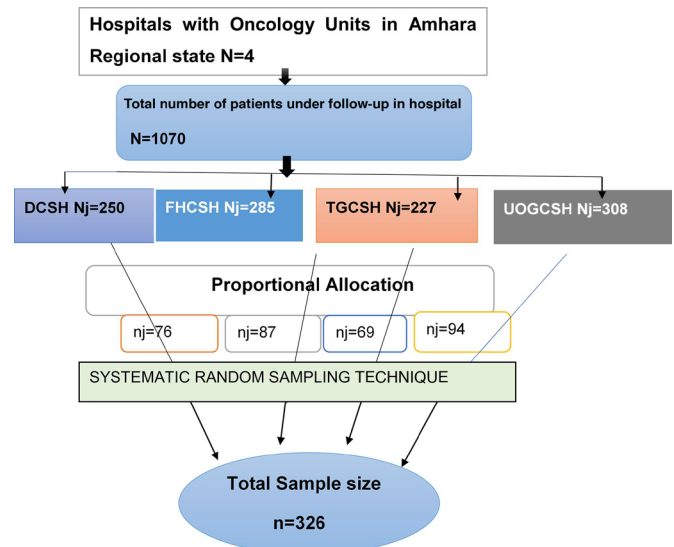 Hospitals with Oncology Units in Amhara
Regional state N=4
Total number of patients under follow-up in hospital
N=1070
DCSH Nj=250
FHCSH Nj=285
TGCSH Nj=227
UOGCSH Nj=308
Proportional Allocation
nj=76
nj=87
nj=69
nj=94
SYSTEMATIC RANDOM SAMPLING TECHNIQUE
Total Sample size
n=326